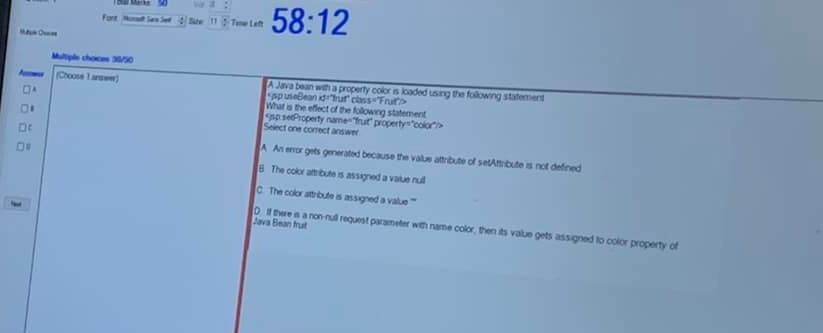 Total Marks 50
Vol
Font Microsoft Sans Serif Size 11 Time Left 58:12
Multiple Choices
Multiple choices 50/50
Answer (Choose 1 answer)
A
B
C
D
Next
A Java bean with a property color is loaded using the following statement
<jsp:useBean id="fruit" class="Fruit"/>
What is the effect of the following statement
<jsp:setProperty name="fruit" property="color"/>
Select one correct answer
A. An error gets generated because the value attribute of setAttribute is not defined
B. The color attribute is assigned a value null
C. The color attribute is assigned a value ""
D. If there is a non-null request parameter with name color, then its value gets assigned to color property of
Java Bean fruit